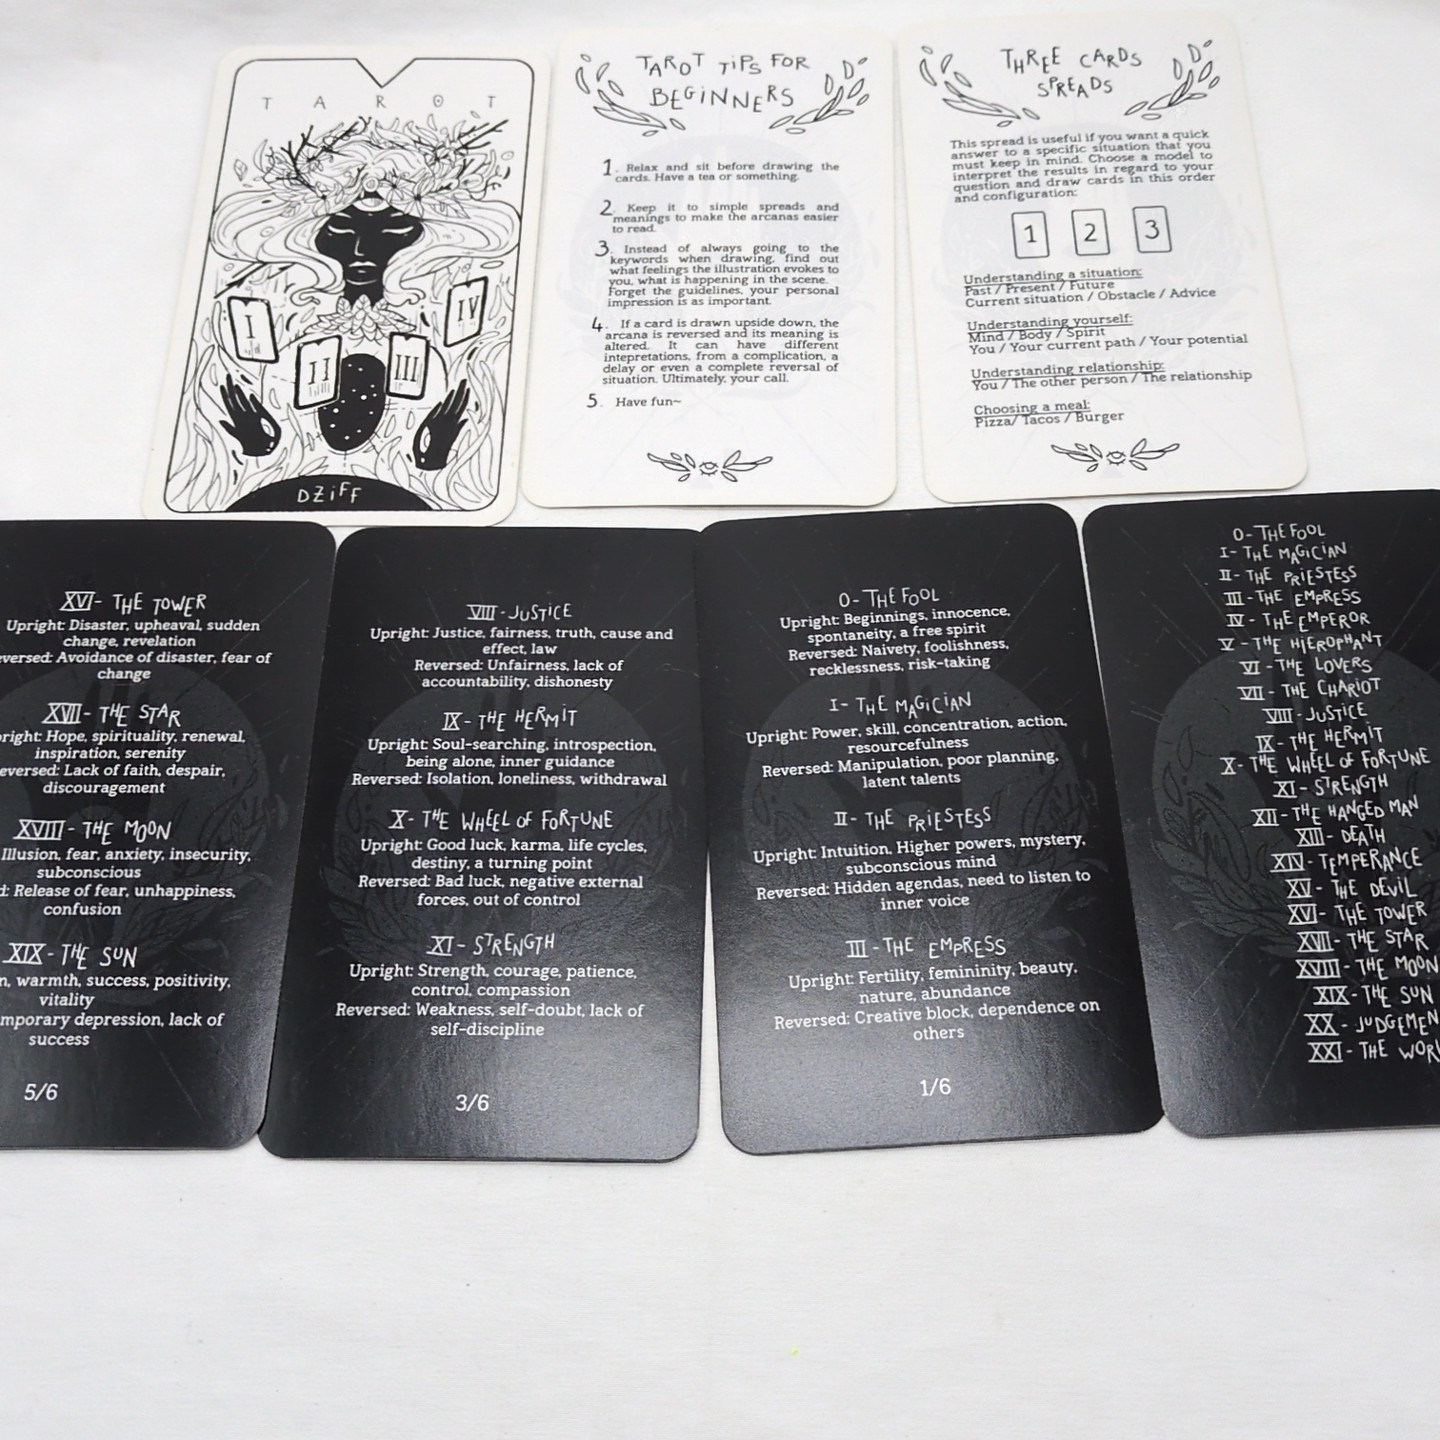 T A R O T
I
II
III
IV
DZiFF
TAROT TiPS FOR
BEGiNNERS
1. Relax and sit before drawing the
cards. Have a tea or something.
2. Keep it to simple spreads and
meanings to make the arcanas easier
to read.
3. Instead of always going to the
keywords when drawing, find out
what feelings the illustration evokes to
you, what is happening in the scene.
Forget the guidelines, your personal
impression is as important.
4. If a card is drawn upside down, the
arcana is reversed and its meaning is
altered. It can have different
intepretations, from a complication, a
delay or even a complete reversal of
situation. Ultimately, your call.
5. Have fun~
THREE CARDS
SPREADS
This spread is useful if you want a quick
answer to a specific situation that you
must keep in mind. Choose a model to
interpret the results in regard to your
question and draw cards in this order
and configuration:
1 2 3
Understanding a situation:
Past / Present / Future
Current situation / Obstacle / Advice
Understanding yourself:
Mind / Body / Spirit
You / Your current path / Your potential
Understanding relationship:
You / The other person / The relationship
Choosing a meal:
Pizza/ Tacos / Burger
XVI- THE TOWER
Upright: Disaster, upheaval, sudden
change, revelation
eversed: Avoidance of disaster, fear of
change
XVII- THE STAR
right: Hope, spirituality, renewal,
inspiration, serenity
eversed: Lack of faith, despair,
discouragement
XVIII- THE MOON
Illusion, fear, anxiety, insecurity,
subconscious
d: Release of fear, unhappiness,
confusion
XIX- THE SUN
n, warmth, success, positivity,
vitality
mporary depression, lack of
success
5/6
VIII-JUSTICE
Upright: Justice, fairness, truth, cause and
effect, law
Reversed: Unfairness, lack of
accountability, dishonesty
IX- THE HERMiT
Upright: Soul-searching, introspection,
being alone, inner guidance
Reversed: Isolation, loneliness, withdrawal
X- THE WHEEL OF FORTUNE
Upright: Good luck, karma, life cycles,
destiny, a turning point
Reversed: Bad luck, negative external
forces, out of control
XI- STRENGTH
Upright: Strength, courage, patience,
control, compassion
Reversed: Weakness, self-doubt, lack of
self-discipline
3/6
0- THE FOOL
Upright: Beginnings, innocence,
spontaneity, a free spirit
Reversed: Naivety, foolishness,
recklessness, risk-taking
I- THE MAGiCiAN
Upright: Power, skill, concentration, action,
resourcefulness
Reversed: Manipulation, poor planning,
latent talents
II- THE PRiESTESS
Upright: Intuition, Higher powers, mystery,
subconscious mind
Reversed: Hidden agendas, need to listen to
inner voice
III-THE EMPRESS
Upright: Fertility, femininity, beauty,
nature, abundance
Reversed: Creative block, dependence on
others
1/6
0- THE FOOL
I- THE MAGiCiAN
II- THE PRiESTESS
III- THE EMPRESS
IV- THE EMPEROR
V- THE HIEROPHANT
VI-THE LOVERS
VII- THE CHARiOT
VIII-JUSTICE
IX- THE HERMiT
X-THE WHEEL OF FORTUNE
XI- STRENGTH
XII- THE HANGED MAN
XIII- DEATH
XIV-TEMPERANCE
XV- THE DEVIL
XVI- THE TOWER
XVII- THE STAR
XVIII- THE MOON
XIX- THE SUN
XX- JUDGEMEN
XXI- THE WOR